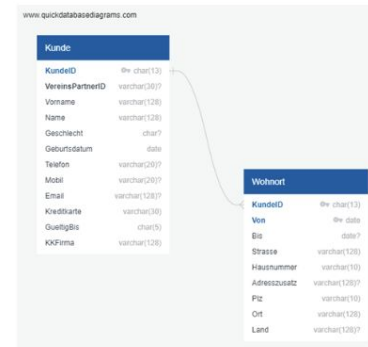 www.quickdatabasediagrams.com
Kunde
KundeID char(13)
VereinsPartnerID varchar(30)?
Vorname varchar(128)
Name varchar(128)
Geschlecht char?
Geburtsdatum date
Telefon varchar(20)?
Mobil varchar(20)?
Email varchar(128)?
Kreditkarte varchar(30)
GueltigBis char(5)
KKFirma varchar(128)
Wohnort
KundeID char(13)
Von date
Bis date?
Strasse varchar(128)
Hausnummer varchar(10)
Adresszusatz varchar(128)?
Plz varchar(10)
Ort varchar(128)
Land varchar(128)?